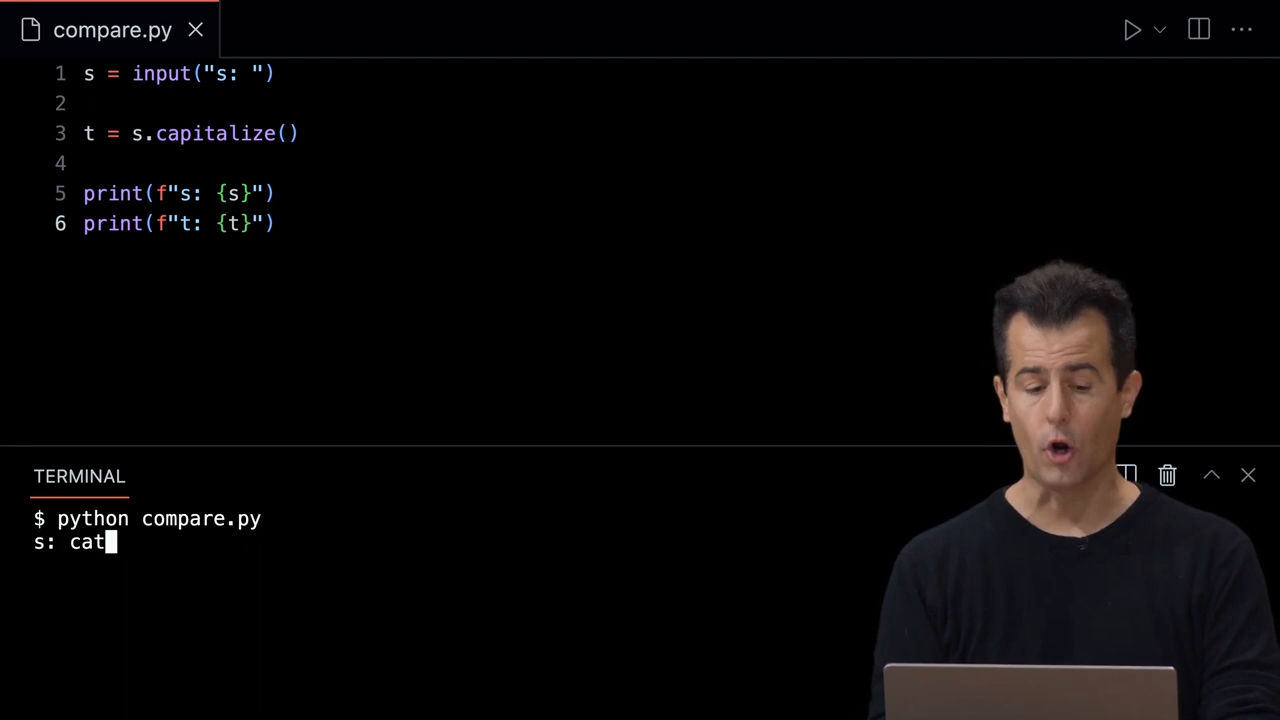 compare.py
1 s = input("s: ")
2
3 t = s.capitalize()
4
5 print(f"s: {s}")
6 print(f"t: {t}")
TERMINAL
$ python compare.py
s: cat